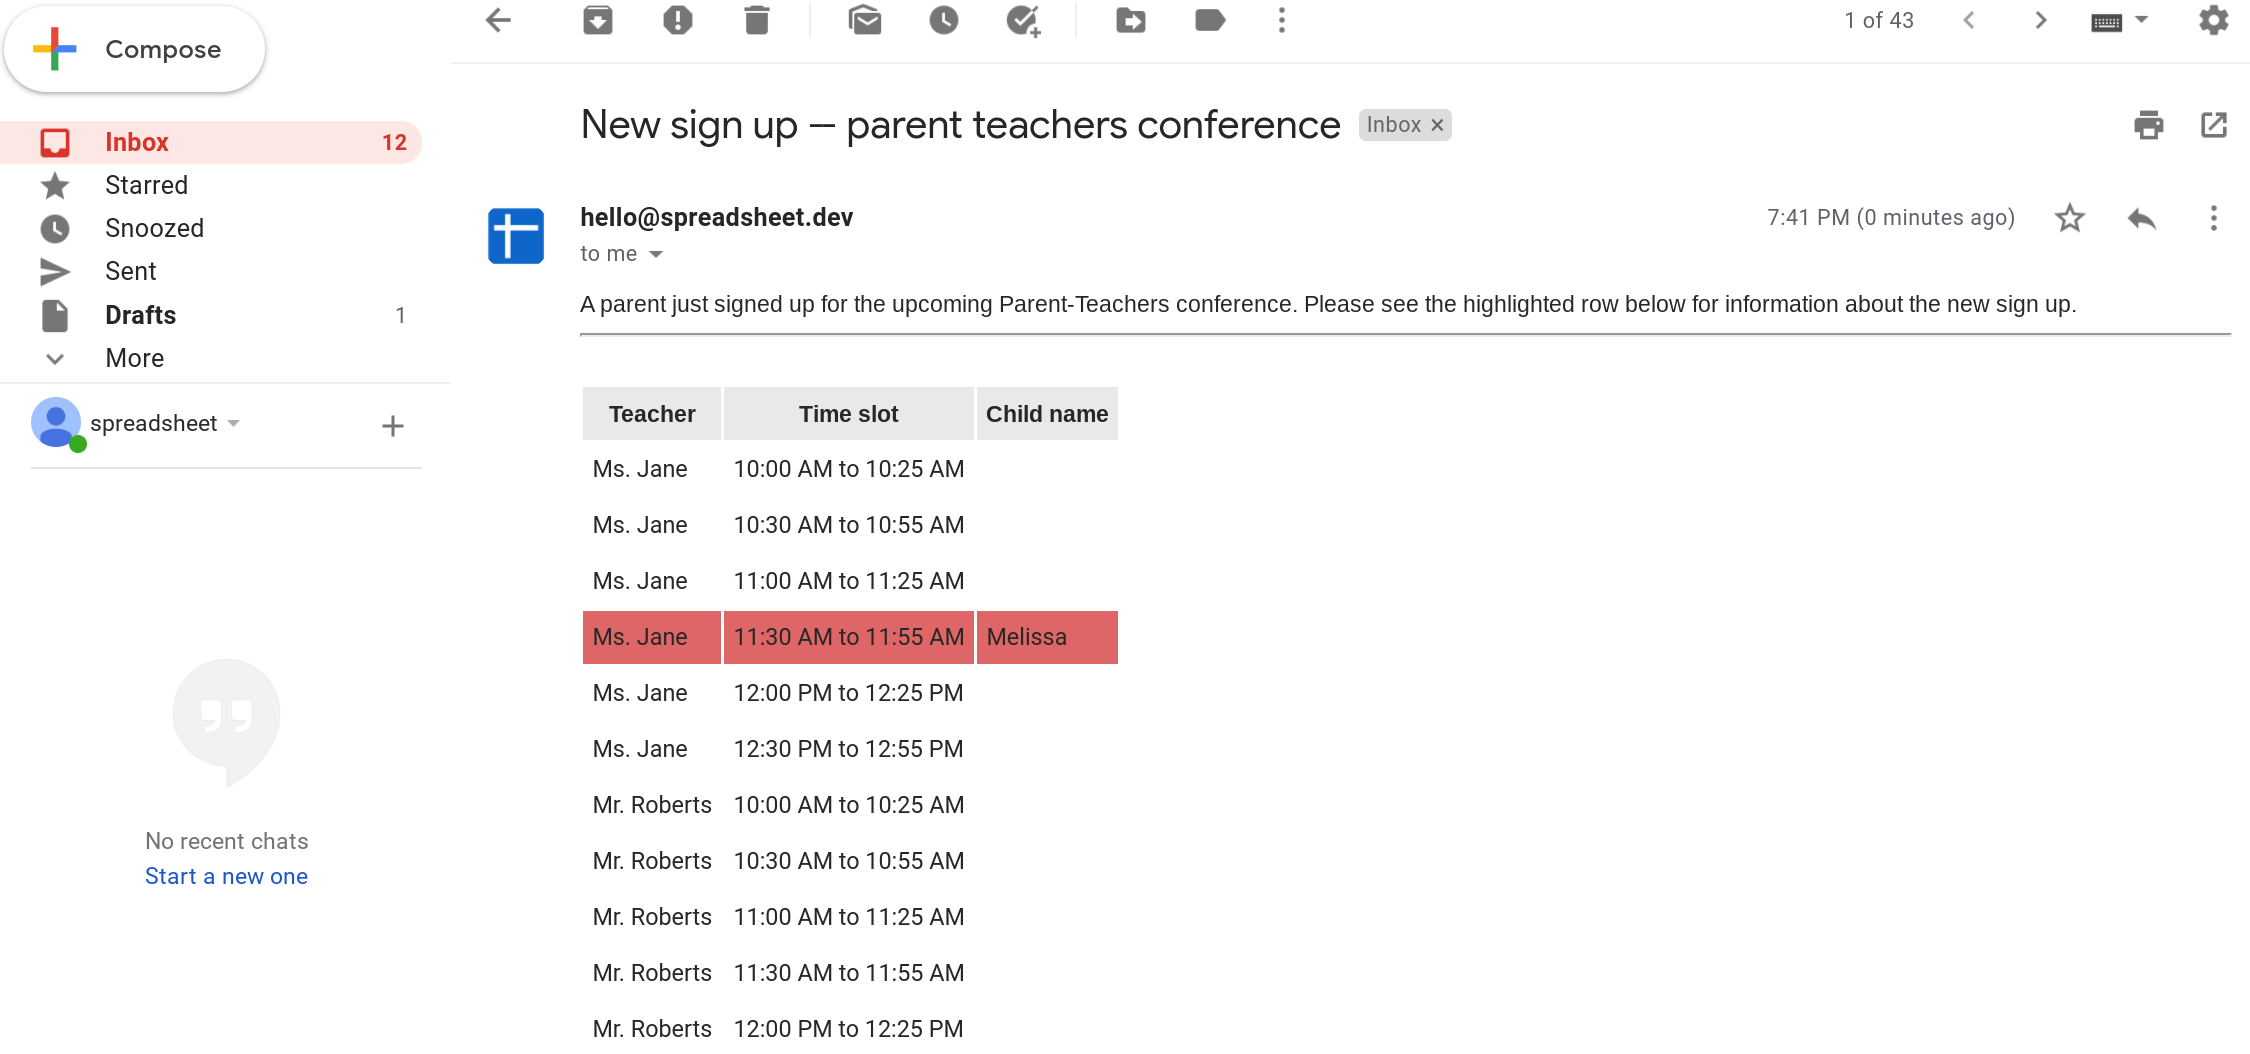 Compose
1 of 43
Inbox 12
Starred
Snoozed
Sent
Drafts 1
More
spreadsheet
No recent chats
Start a new one
New sign up -- parent teachers conference Inbox ×
hello@spreadsheet.dev 7:41 PM (0 minutes ago)
to me
A parent just signed up for the upcoming Parent-Teachers conference. Please see the highlighted row below for information about the new sign up.
Teacher Time slot Child name
Ms. Jane 10:00 AM to 10:25 AM
Ms. Jane 10:30 AM to 10:55 AM
Ms. Jane 11:00 AM to 11:25 AM
Ms. Jane 11:30 AM to 11:55 AM Melissa
Ms. Jane 12:00 PM to 12:25 PM
Ms. Jane 12:30 PM to 12:55 PM
Mr. Roberts 10:00 AM to 10:25 AM
Mr. Roberts 10:30 AM to 10:55 AM
Mr. Roberts 11:00 AM to 11:25 AM
Mr. Roberts 11:30 AM to 11:55 AM
Mr. Roberts 12:00 PM to 12:25 PM